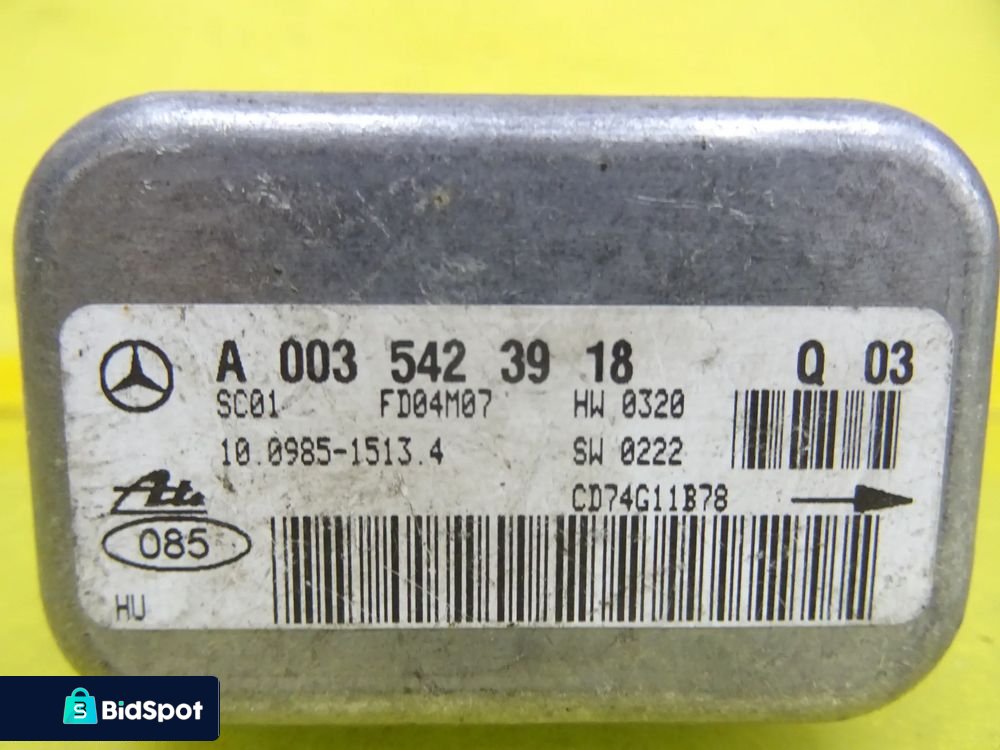 A 003 542 39 18 Q 03
SC01 FD04M07 HW 0320
10.0985-1513.4 SW 0222
CD74G11B78
Ate
085
HU
BidSpot